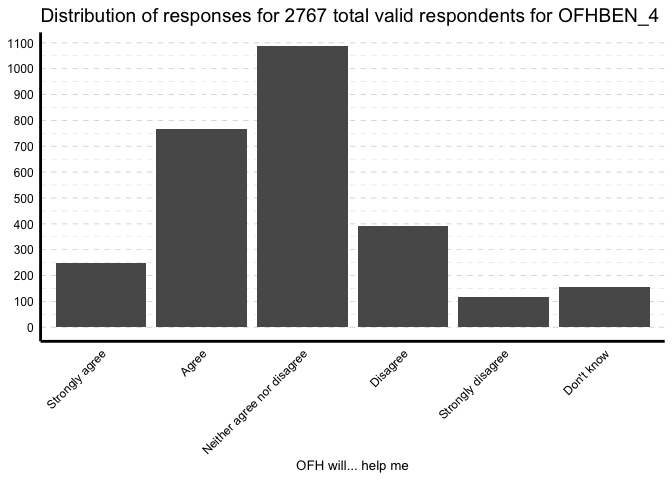 Distribution of responses for 2767 total valid respondents for OFHBEN_4
1100
1000
900
800
700
600
500
400
300
200
100
0
Strongly agree
Agree
Neither agree nor disagree
Disagree
Strongly disagree
Don't know
OFH will... help me